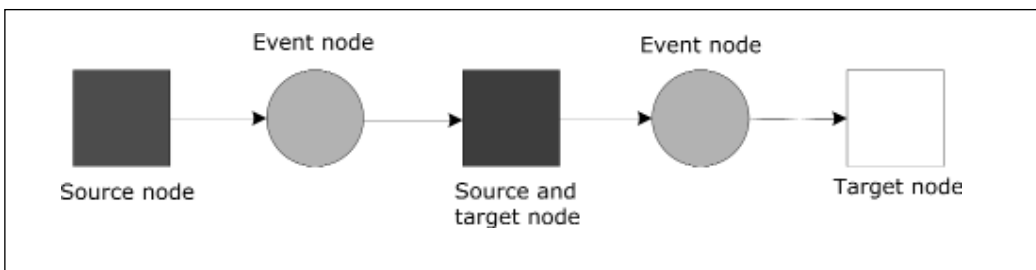 Event node
Event node
Source node
Source and
target node
Target node